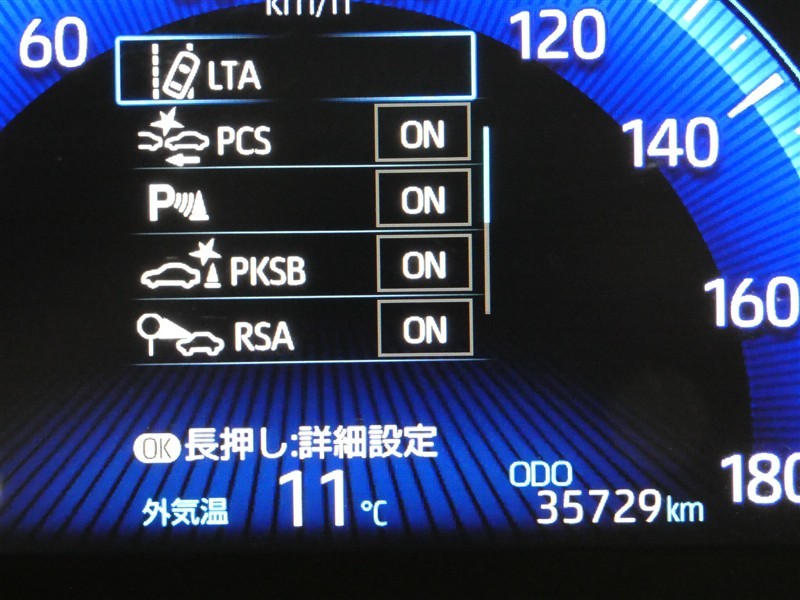 km/h
60
120
LTA
PCS ON
140
P ON
PKSB ON
160
RSA ON
OK 長押し:詳細設定
180
外気温 11℃
ODO
35729km